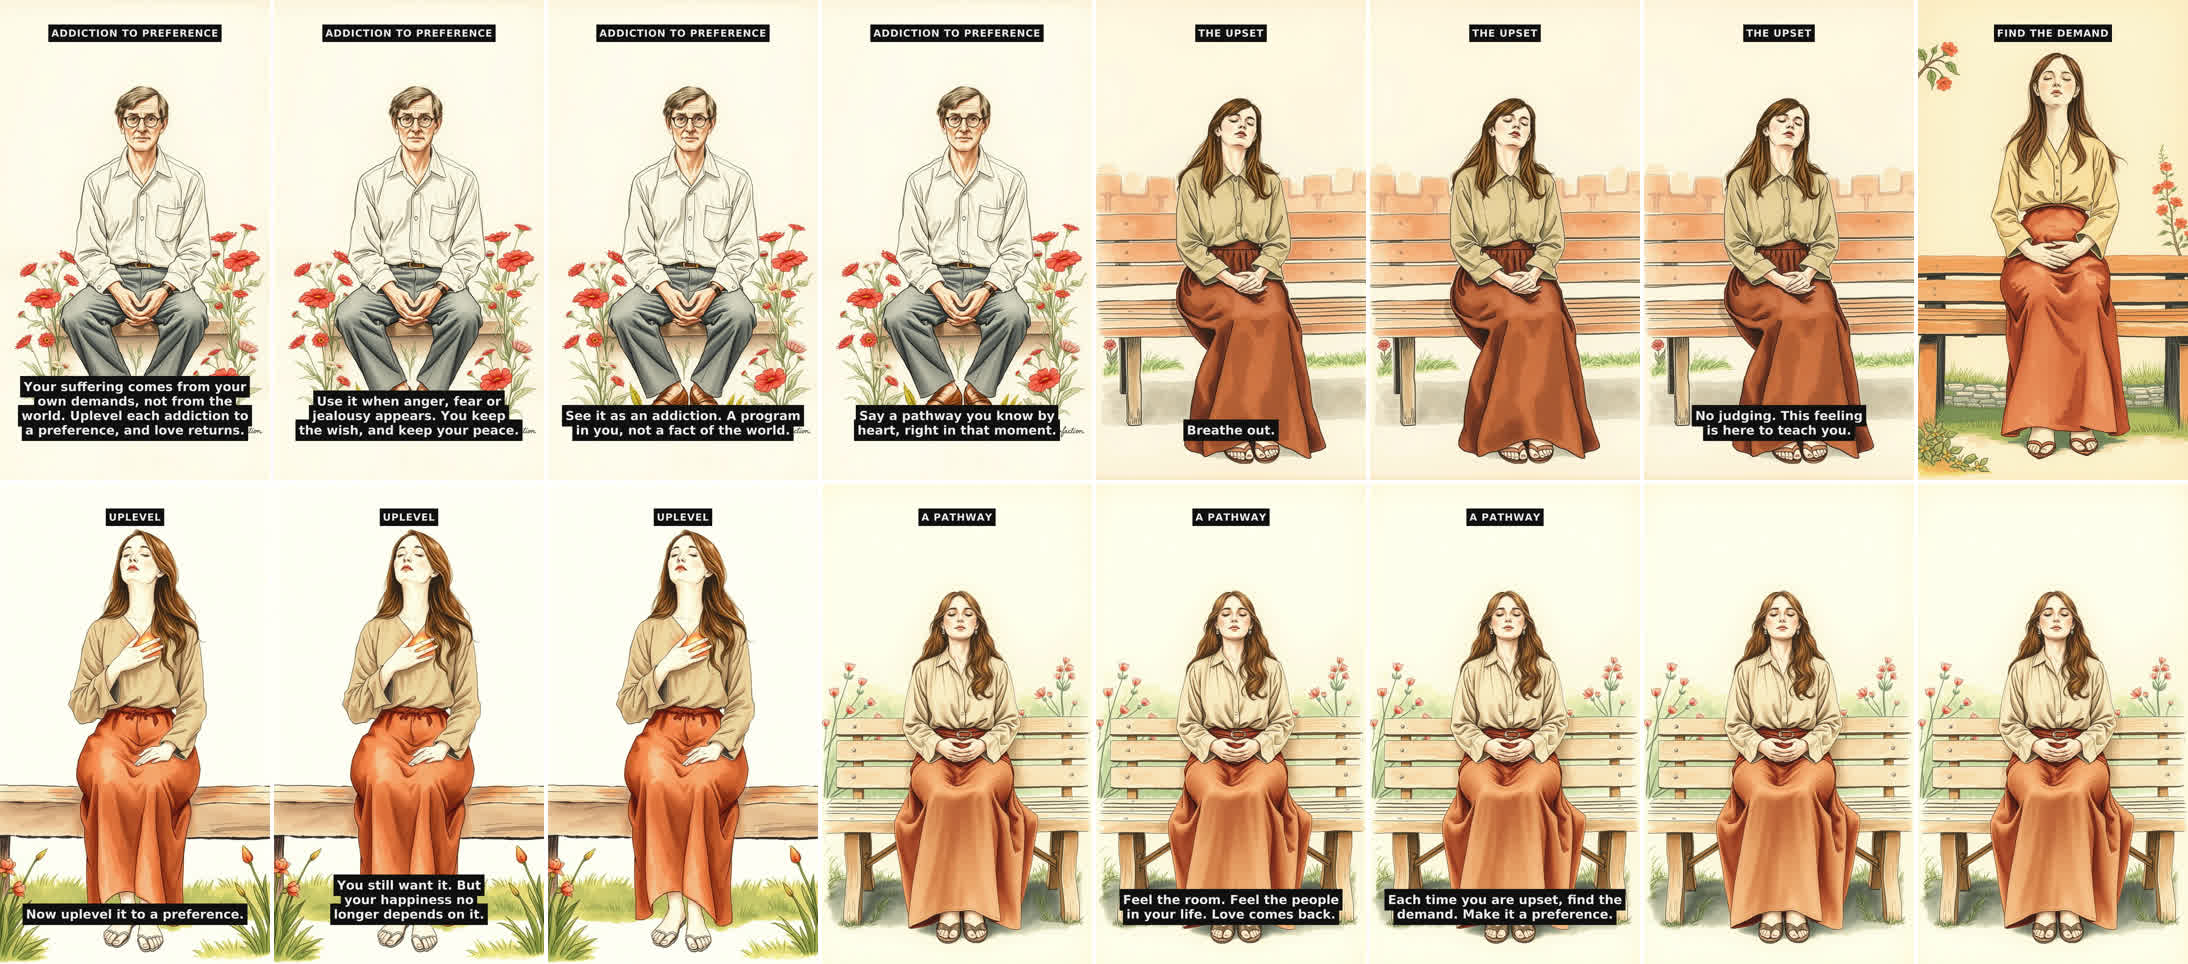 ADDICTION TO PREFERENCE
Your suffering comes from your
own demands, not from the
world. Uplevel each addiction to
a preference, and love returns.
ADDICTION TO PREFERENCE
Use it when anger, fear or
jealousy appears. You keep
the wish, and keep your peace.
ADDICTION TO PREFERENCE
See it as an addiction. A program
in you, not a fact of the world.
ADDICTION TO PREFERENCE
Say a pathway you know by
heart, right in that moment.
THE UPSET
Breathe out.
THE UPSET
THE UPSET
No judging. This feeling
is here to teach you.
FIND THE DEMAND
UPLEVEL
Now uplevel it to a preference.
UPLEVEL
You still want it. But
your happiness no
longer depends on it.
UPLEVEL
A PATHWAY
A PATHWAY
Feel the room. Feel the people
in your life. Love comes back.
A PATHWAY
Each time you are upset, find the
demand. Make it a preference.